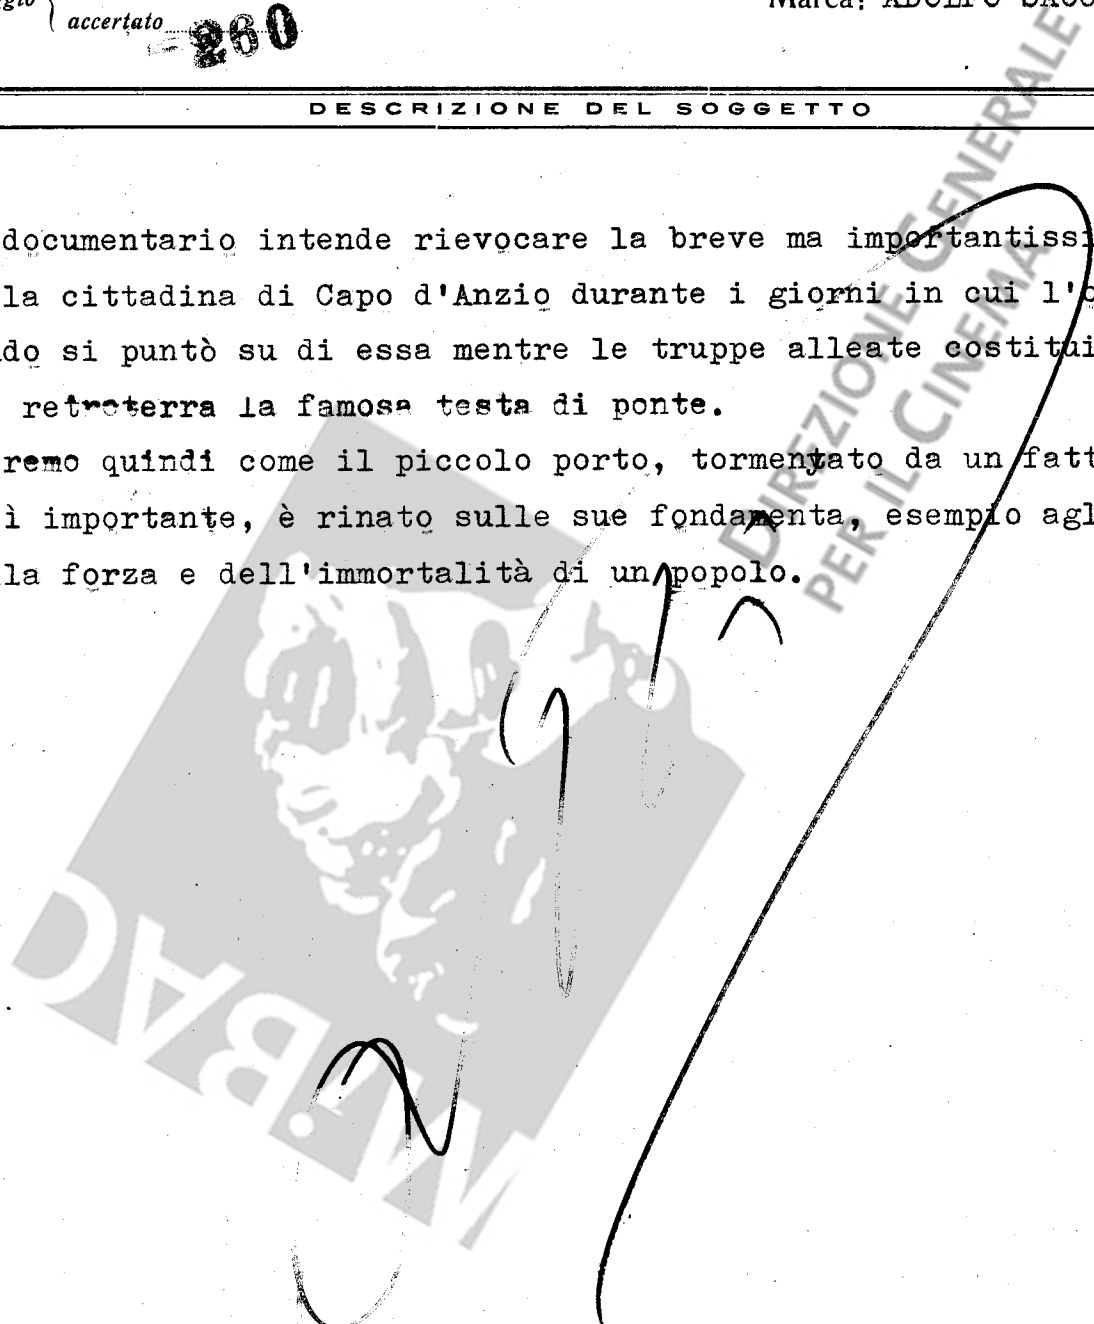 accertato 260
Marca: ADOLFO
DESCRIZIONE DEL SOGGETTO
documentario intende rievocare la breve ma importantissi
la cittadina di Capo d'Anzio durante i giorni in cui l'
do si puntò su di essa mentre le truppe alleate costitui
retroterra la famosa testa di ponte.
remo quindi come il piccolo porto, tormentato da un fatt
ì importante, è rinato sulle sue fondamenta, esempio agl
la forza e dell'immortalità di un popolo.
DIREZIONE GENERALE
PER IL CINEMA
MiBAC